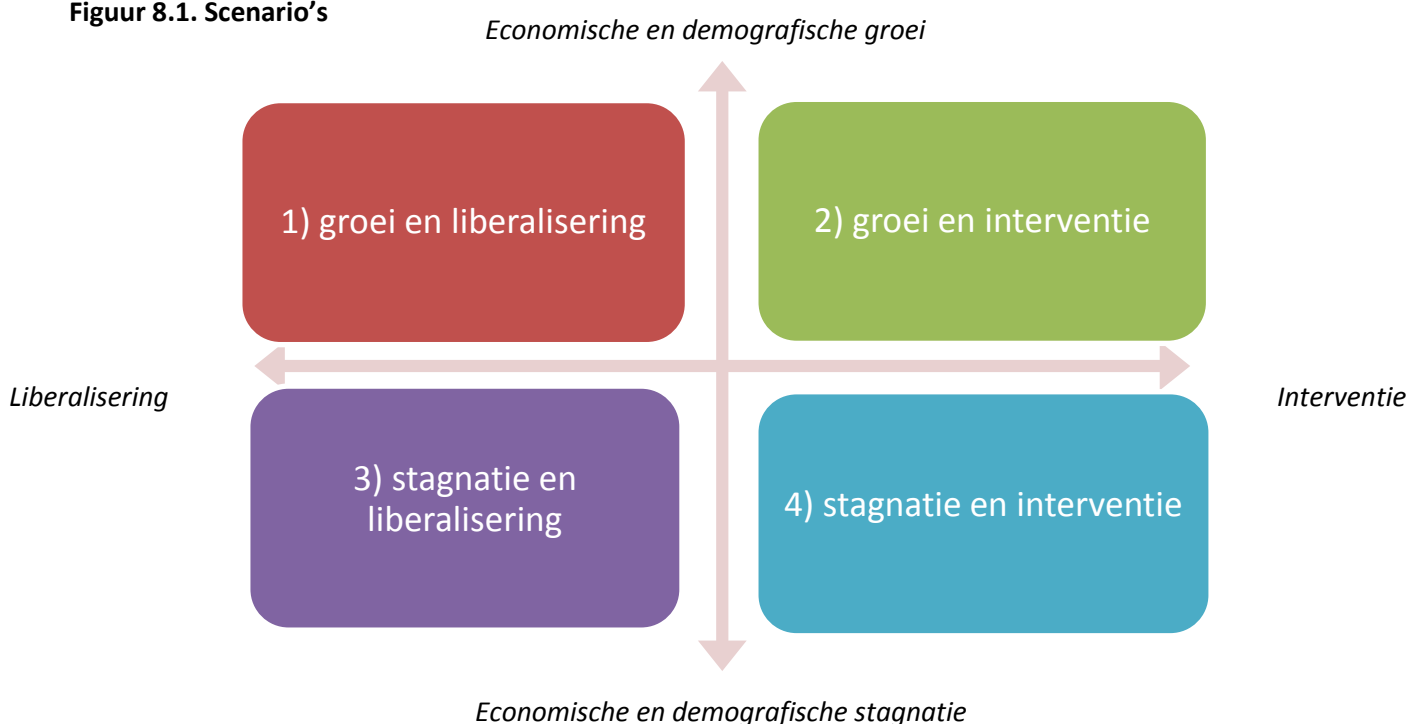 Figuur 8.1. Scenario's
Economische en demografische groei
1) groei en liberalisering
2) groei en interventie
Liberalisering
Interventie
3) stagnatie en
liberalisering
4) stagnatie en interventie
Economische en demografische stagnatie